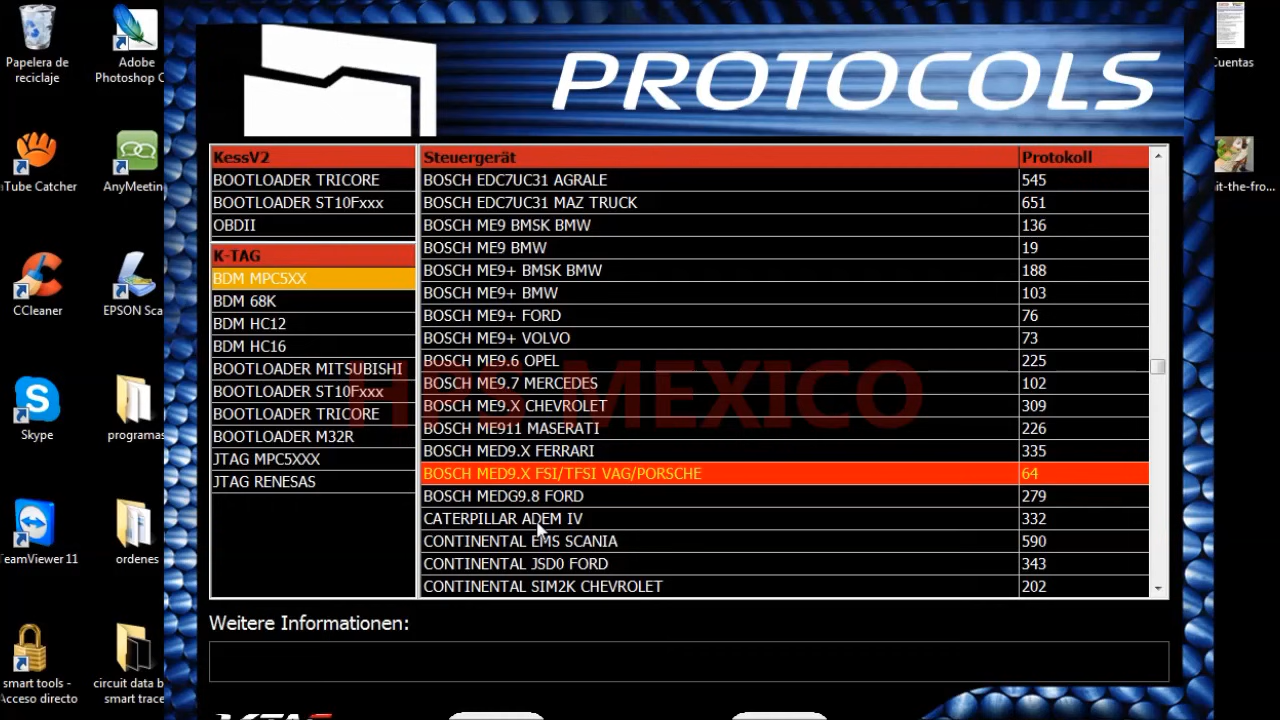 Papelera de
reciclaje
Adobe
Photoshop C
aTube Catcher
AnyMeetin
CCleaner
EPSON Sca
Skype
programas
TeamViewer 11
ordenes
smart tools -
Acceso directo
circuit data b
smart trace
PROTOCOLS
KessV2
BOOTLOADER TRICORE
BOOTLOADER ST10Fxxx
OBDII
K-TAG
BDM MPC5XX
BDM 68K
BDM HC12
BDM HC16
BOOTLOADER MITSUBISHI
BOOTLOADER ST10Fxxx
BOOTLOADER TRICORE
BOOTLOADER M32R
JTAG MPC5XXX
JTAG RENESAS
Steuergerät Protokoll
BOSCH EDC7UC31 AGRALE 545
BOSCH EDC7UC31 MAZ TRUCK 651
BOSCH ME9 BMSK BMW 136
BOSCH ME9 BMW 19
BOSCH ME9+ BMSK BMW 188
BOSCH ME9+ BMW 103
BOSCH ME9+ FORD 76
BOSCH ME9+ VOLVO 73
BOSCH ME9.6 OPEL 225
BOSCH ME9.7 MERCEDES 102
BOSCH ME9.X CHEVROLET 309
BOSCH ME911 MASERATI 226
BOSCH MED9.X FERRARI 335
BOSCH MED9.X FSI/TFSI VAG/PORSCHE 64
BOSCH MEDG9.8 FORD 279
CATERPILLAR ADEM IV 332
CONTINENTAL EMS SCANIA 590
CONTINENTAL JSD0 FORD 343
CONTINENTAL SIM2K CHEVROLET 202
HPS MEXICO
Weitere Informationen:
Cuentas
it-the-fro...